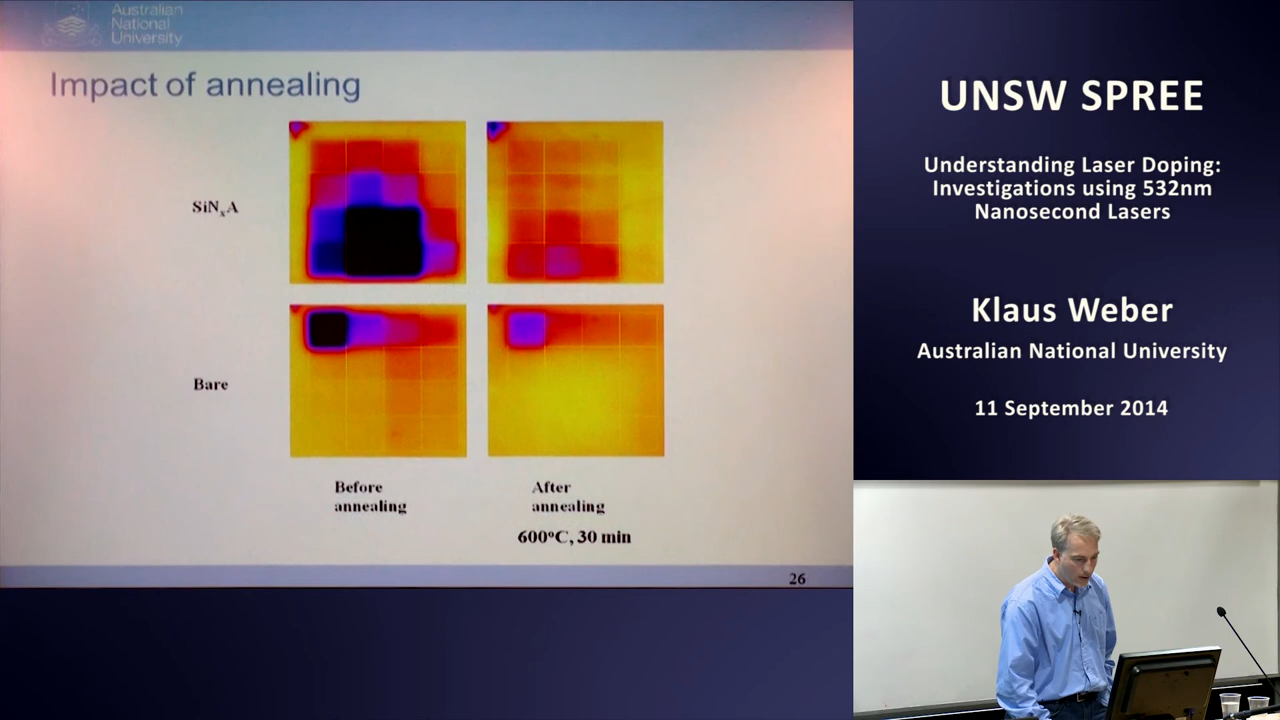 Australian
National
University
Impact of annealing
SiNₓA
Bare
Before
annealing
After
annealing
600°C, 30 min
26
UNSW SPREE
Understanding Laser Doping:
Investigations using 532nm
Nanosecond Lasers
Klaus Weber
Australian National University
11 September 2014